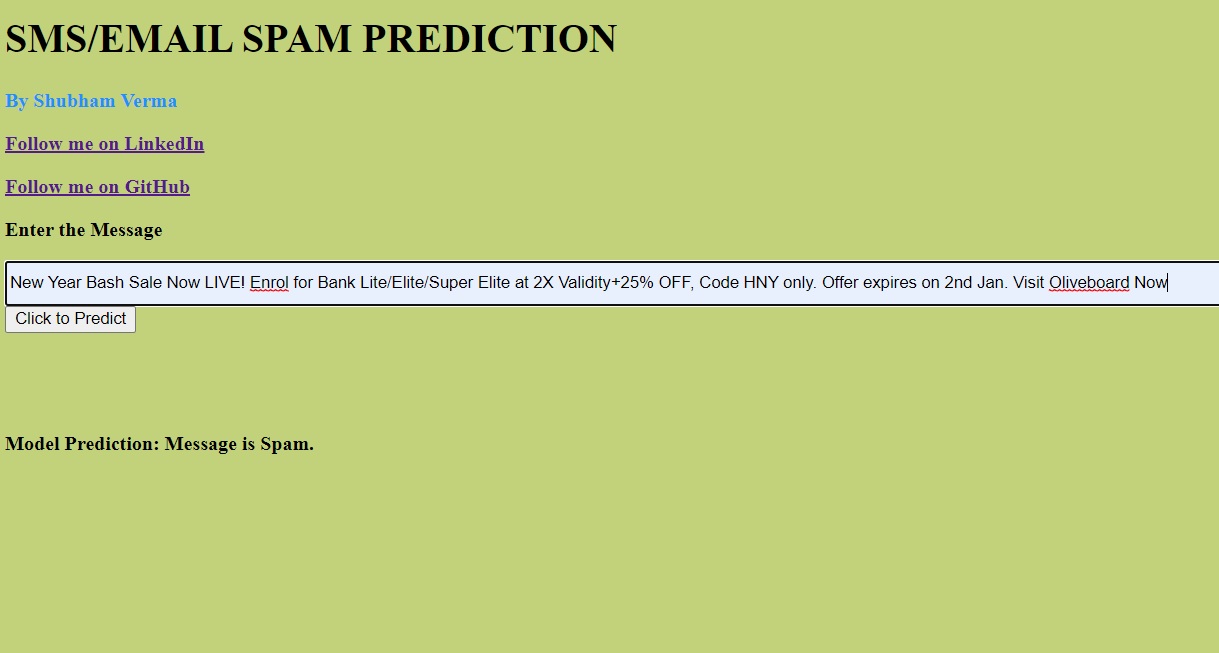 SMS/EMAIL SPAM PREDICTION
By Shubham Verma
Follow me on LinkedIn
Follow me on GitHub
Enter the Message
New Year Bash Sale Now LIVE! Enrol for Bank Lite/Elite/Super Elite at 2X Validity+25% OFF, Code HNY only. Offer expires on 2nd Jan. Visit Oliveboard Now
Click to Predict
Model Prediction: Message is Spam.